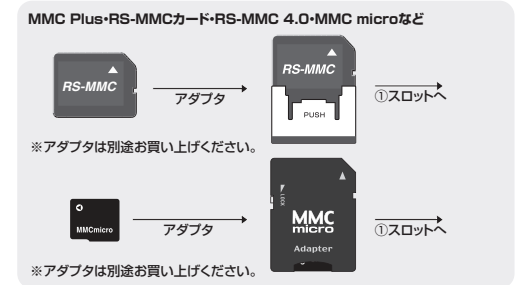 MMC Plus･RS-MMCカード･RS-MMC 4.0･MMC microなど
RS-MMC
アダプタ
RS-MMC
PUSH
①スロットへ
※アダプタは別途お買い上げください。
MMCmicro
アダプタ
LOCK
MMC
micro
Adapter
①スロットへ
※アダプタは別途お買い上げください。